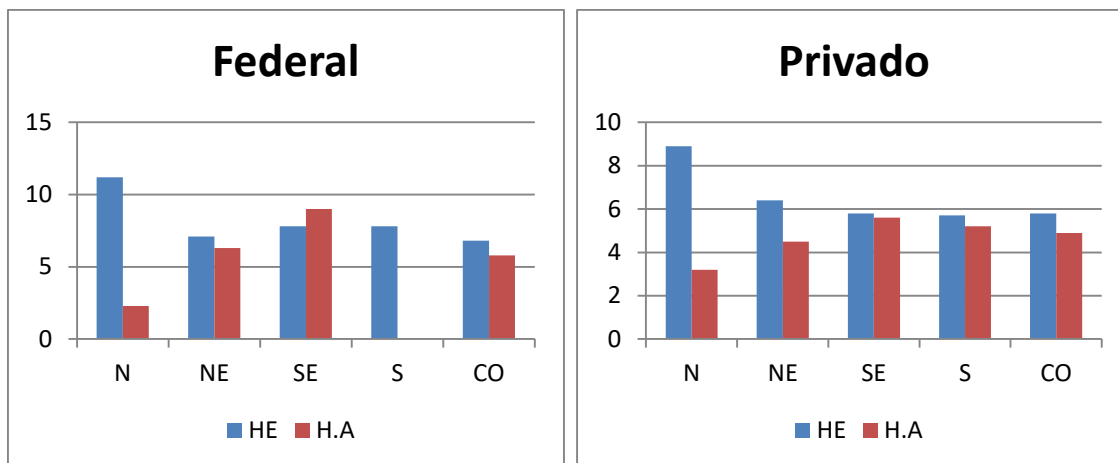 Federal
15
10
5
0
N NE SE S CO
HE H.A
Privado
10
8
6
4
2
0
N NE SE S CO
HE H.A